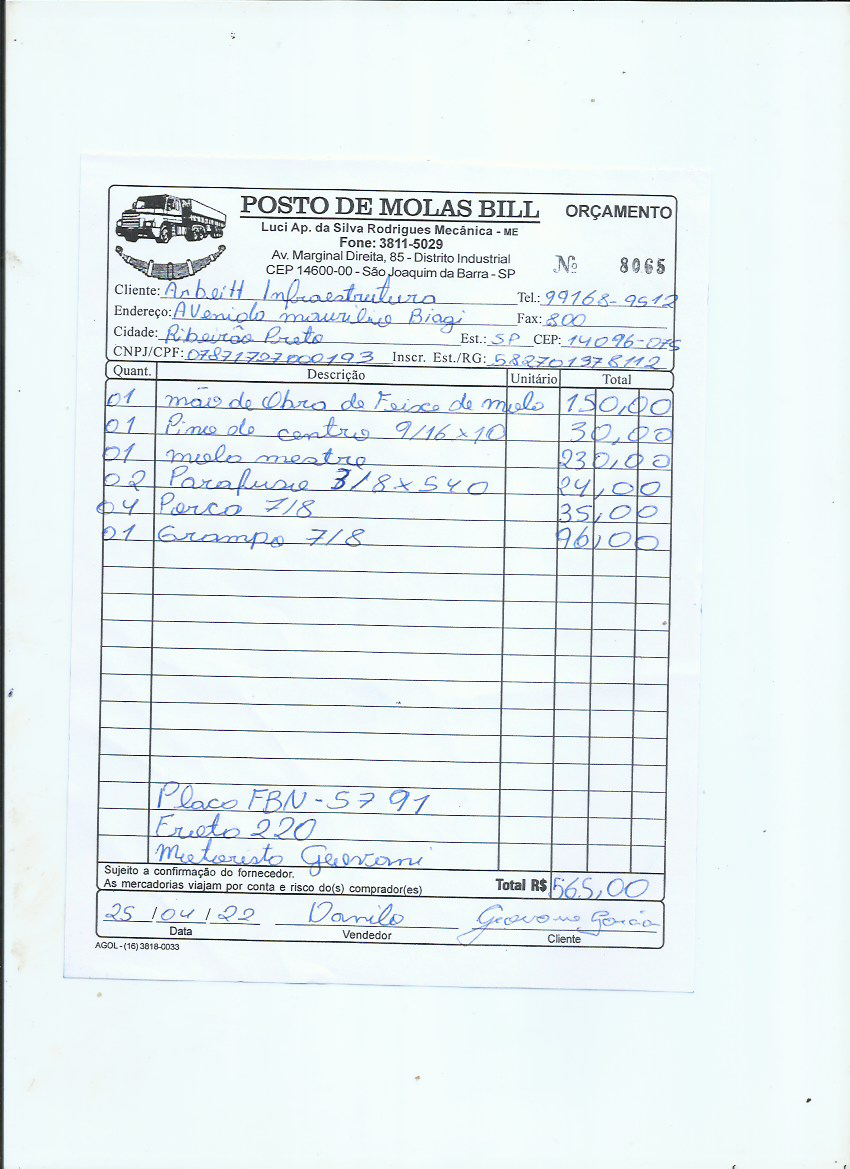 POSTO DE MOLAS BILL ORÇAMENTO
Luci Ap. da Silva Rodrigues Mecânica - ME
Fone: 3811-5029
Av. Marginal Direita, 85 - Distrito Industrial
CEP 14600-00 - São Joaquim da Barra - SP
Nº 8065
Cliente: Arbeitt Infraestrutura Tel.: 99168-9512
Endereço: AVenida maurilio Biagi Fax: 800
Cidade: Ribeirão Preto Est.: SP CEP: 14096-075
CNPJ/CPF: 07871707000193 Inscr. Est./RG: 582701378112
Quant. Descrição Unitário Total
01 mão de Obra de Feixe de mola 150,00
01 Pino de centro 9/16x10 30,00
01 mola mestre 230,00
02 Parafuso 3/8x540 24,00
04 Porca 7/8 35,00
01 Grampo 7/8 96,00
Placa FBN-5791
Frota 220
Motorista Geovani
Sujeito a confirmação do fornecedor.
As mercadorias viajam por conta e risco do(s) comprador(es) Total R$ 565,00
25/04/22 Danilo
Data Vendedor Cliente
AGOL - (16) 3818-0033